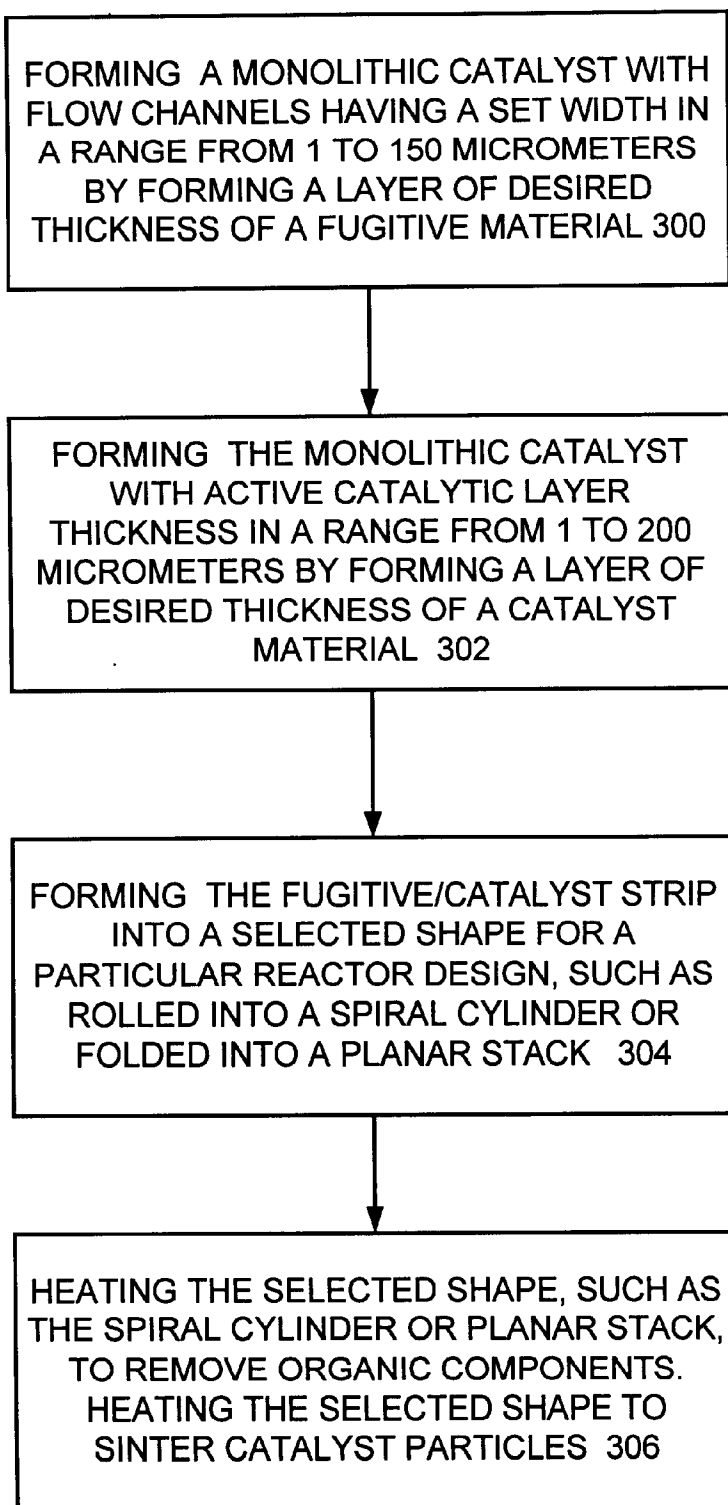 FORMING A MONOLITHIC CATALYST WITH
FLOW CHANNELS HAVING A SET WIDTH IN
A RANGE FROM 1 TO 150 MICROMETERS
BY FORMING A LAYER OF DESIRED
THICKNESS OF A FUGITIVE MATERIAL 300
FORMING THE MONOLITHIC CATALYST
WITH ACTIVE CATALYTIC LAYER
THICKNESS IN A RANGE FROM 1 TO 200
MICROMETERS BY FORMING A LAYER OF
DESIRED THICKNESS OF A CATALYST
MATERIAL 302
FORMING THE FUGITIVE/CATALYST STRIP
INTO A SELECTED SHAPE FOR A
PARTICULAR REACTOR DESIGN, SUCH AS
ROLLED INTO A SPIRAL CYLINDER OR
FOLDED INTO A PLANAR STACK 304
HEATING THE SELECTED SHAPE, SUCH AS
THE SPIRAL CYLINDER OR PLANAR STACK,
TO REMOVE ORGANIC COMPONENTS.
HEATING THE SELECTED SHAPE TO
SINTER CATALYST PARTICLES 306